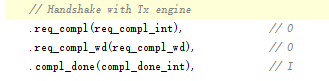 // Handshake with Tx engine
.req_compl(req_compl_int), // O
.req_compl_wd(req_compl_wd), // O
.compl_done(compl_done_int), // I